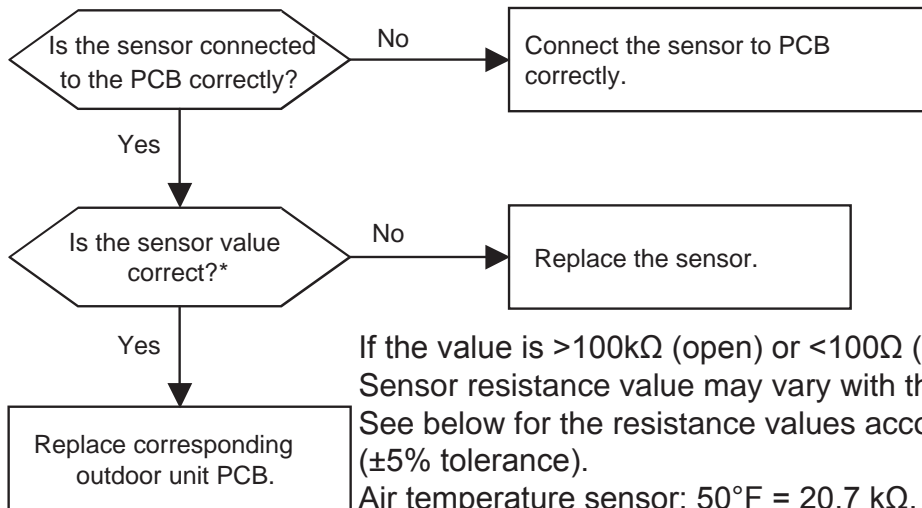 Is the sensor connected
to the PCB correctly?
No
Connect the sensor to PCB
correctly.
Yes
Is the sensor value
correct?*
No
Replace the sensor.
Yes
If the value is >100kΩ (open) or <100Ω (
Sensor resistance value may vary with
See below for the resistance values
(±5% tolerance).
Air temperature sensor: 50°F = 20.7 kΩ.
Replace corresponding
outdoor unit PCB.